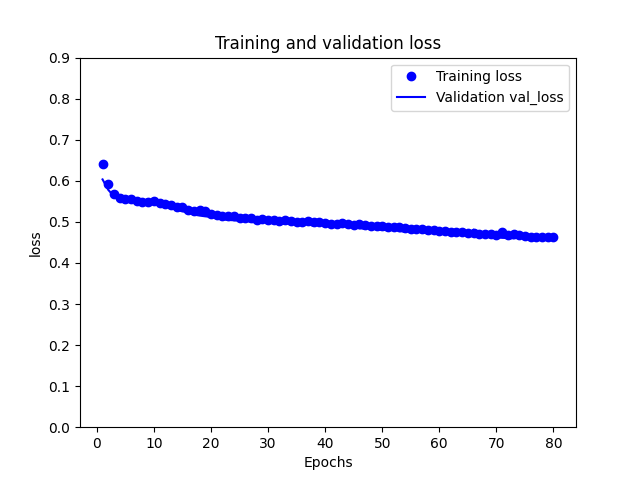 Training and validation loss
0.9
0.8
0.7
0.6
0.5
0.4
0.3
0.2
0.1
0.0
loss
Training loss
Validation val_loss
0 10 20 30 40 50 60 70 80
Epochs